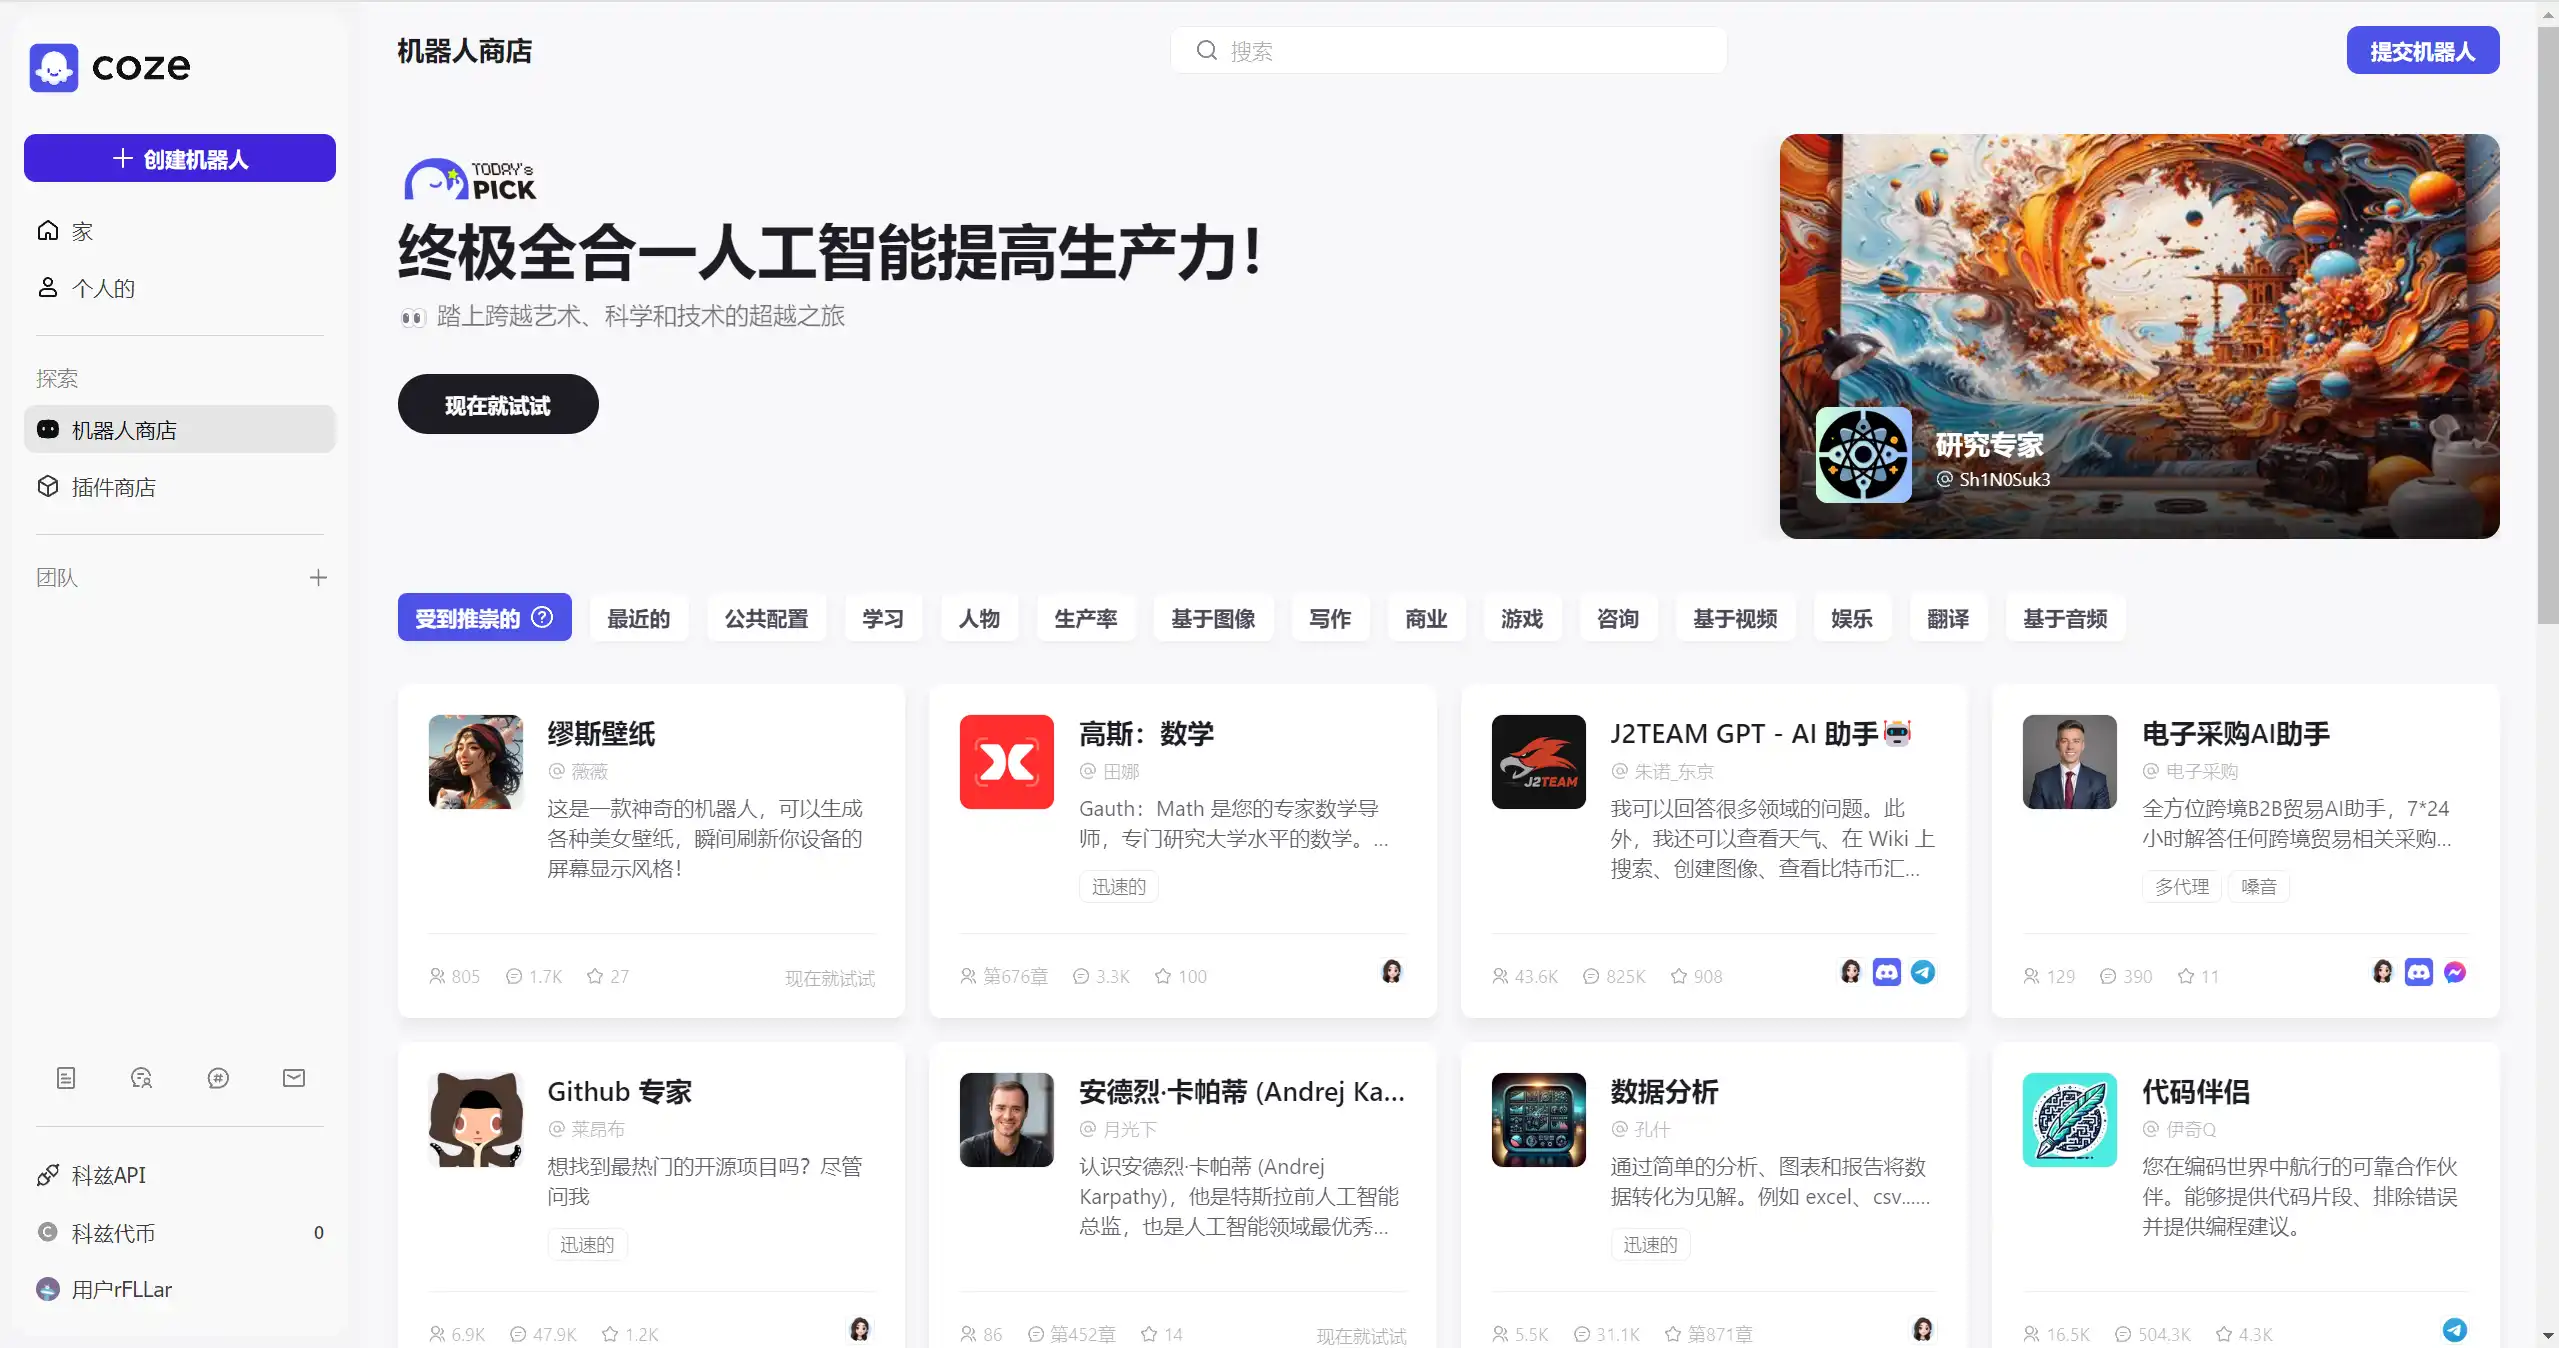 coze
创建机器人
家
个人的
探索
机器人商店
插件商店
团队
科兹API
科兹代币
0
用户rFLLar
机器人商店
搜索
提交机器人
TODAY's
PICK
终极全合一人工智能提高生产力！
👀 踏上跨越艺术、科学和技术的超越之旅
现在就试试
研究专家
@ Sh1N0Suk3
受到推崇的
最近的
公共配置
学习
人物
生产率
基于图像
写作
商业
游戏
咨询
基于视频
娱乐
翻译
基于音频
缪斯壁纸
@ 薇薇
这是一款神奇的机器人，可以生成
各种美女壁纸，瞬间刷新你设备的
屏幕显示风格！
805
1.7K
27
现在就试试
高斯：数学
@ 田娜
Gauth：Math 是您的专家数学导
师，专门研究大学水平的数学。...
迅速的
第676章
3.3K
100
J2TEAM
J2TEAM GPT - AI 助手🤖
@ 朱诺_东京
我可以回答很多领域的问题。此
外，我还可以查看天气、在 Wiki 上
搜索、创建图像、查看比特币汇...
43.6K
825K
908
电子采购AI助手
@ 电子采购
全方位跨境B2B贸易AI助手，7*24
小时解答任何跨境贸易相关采购...
多代理
嗓音
129
390
11
Github 专家
@ 莱昂布
想找到最热门的开源项目吗？尽管
问我
迅速的
6.9K
47.9K
1.2K
安德烈·卡帕蒂 (Andrej Ka...
@ 月光下
认识安德烈·卡帕蒂 (Andrej
Karpathy)，他是特斯拉前人工智能
总监，也是人工智能领域最优秀...
86
第452章
14
现在就试试
数据分析
@ 孔什
通过简单的分析、图表和报告将数
据转化为见解。例如 excel、csv......
迅速的
5.5K
31.1K
第871章
代码伴侣
@ 伊奇Q
您在编码世界中航行的可靠合作伙
伴。能够提供代码片段、排除错误
并提供编程建议。
16.5K
504.3K
4.3K